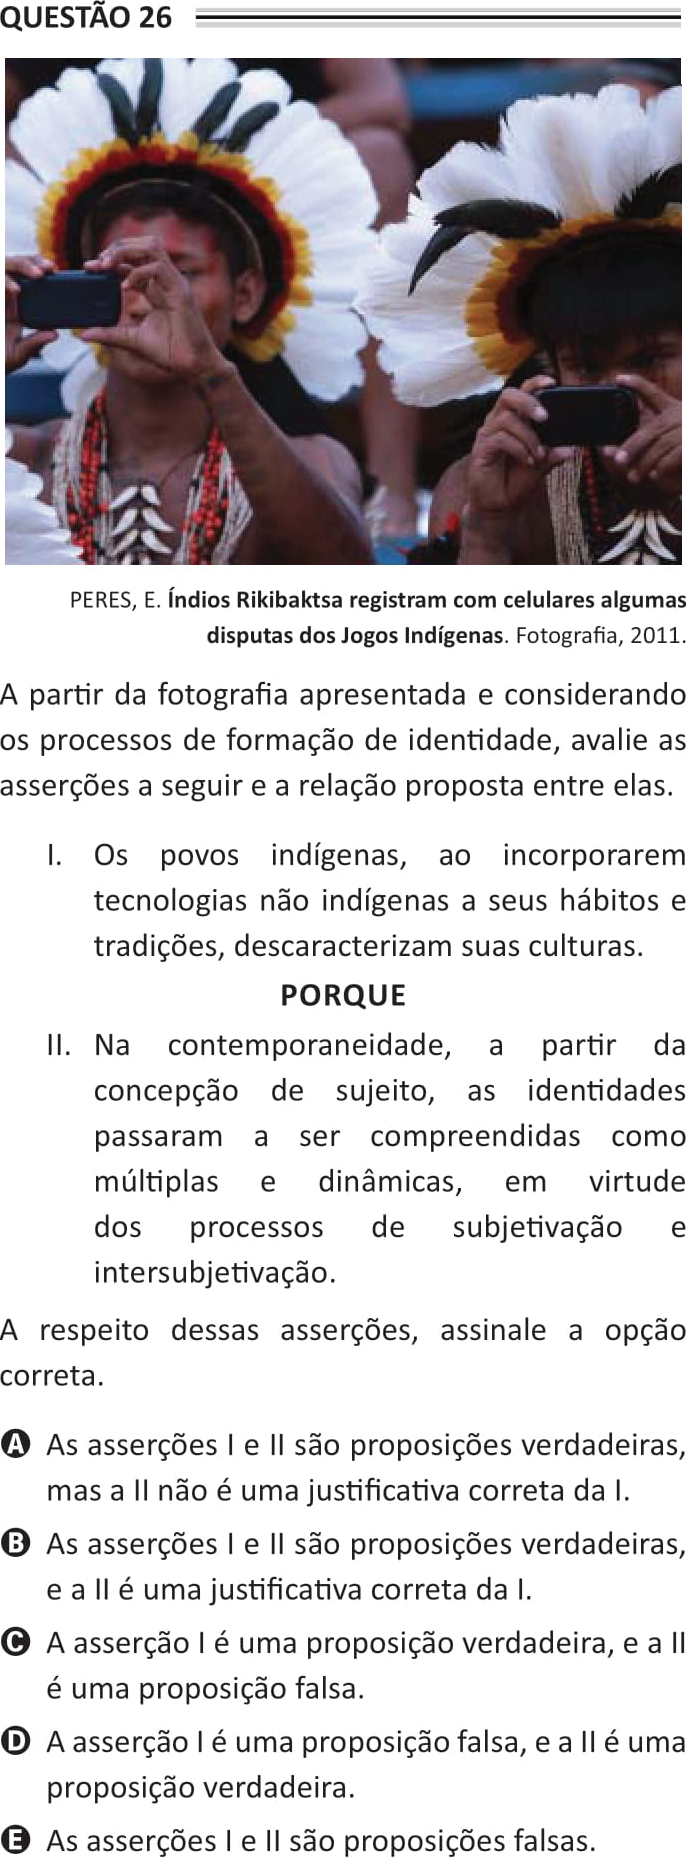 QUESTÃO 26
PERES, E. Índios Rikibaktsa registram com celulares algumas
disputas dos Jogos Indígenas. Fotografia, 2011.
A partir da fotografia apresentada e considerando
os processos de formação de identidade, avalie as
asserções a seguir e a relação proposta entre elas.
I. Os povos indígenas, ao incorporarem
tecnologias não indígenas a seus hábitos e
tradições, descaracterizam suas culturas.
PORQUE
II. Na contemporaneidade, a partir da
concepção de sujeito, as identidades
passaram a ser compreendidas como
múltiplas e dinâmicas, em virtude
dos processos de subjetivação e
intersubjetivação.
A respeito dessas asserções, assinale a opção
correta.
A As asserções I e II são proposições verdadeiras,
mas a II não é uma justificativa correta da I.
B As asserções I e II são proposições verdadeiras,
e a II é uma justificativa correta da I.
C A asserção I é uma proposição verdadeira, e a II
é uma proposição falsa.
D A asserção I é uma proposição falsa, e a II é uma
proposição verdadeira.
E As asserções I e II são proposições falsas.